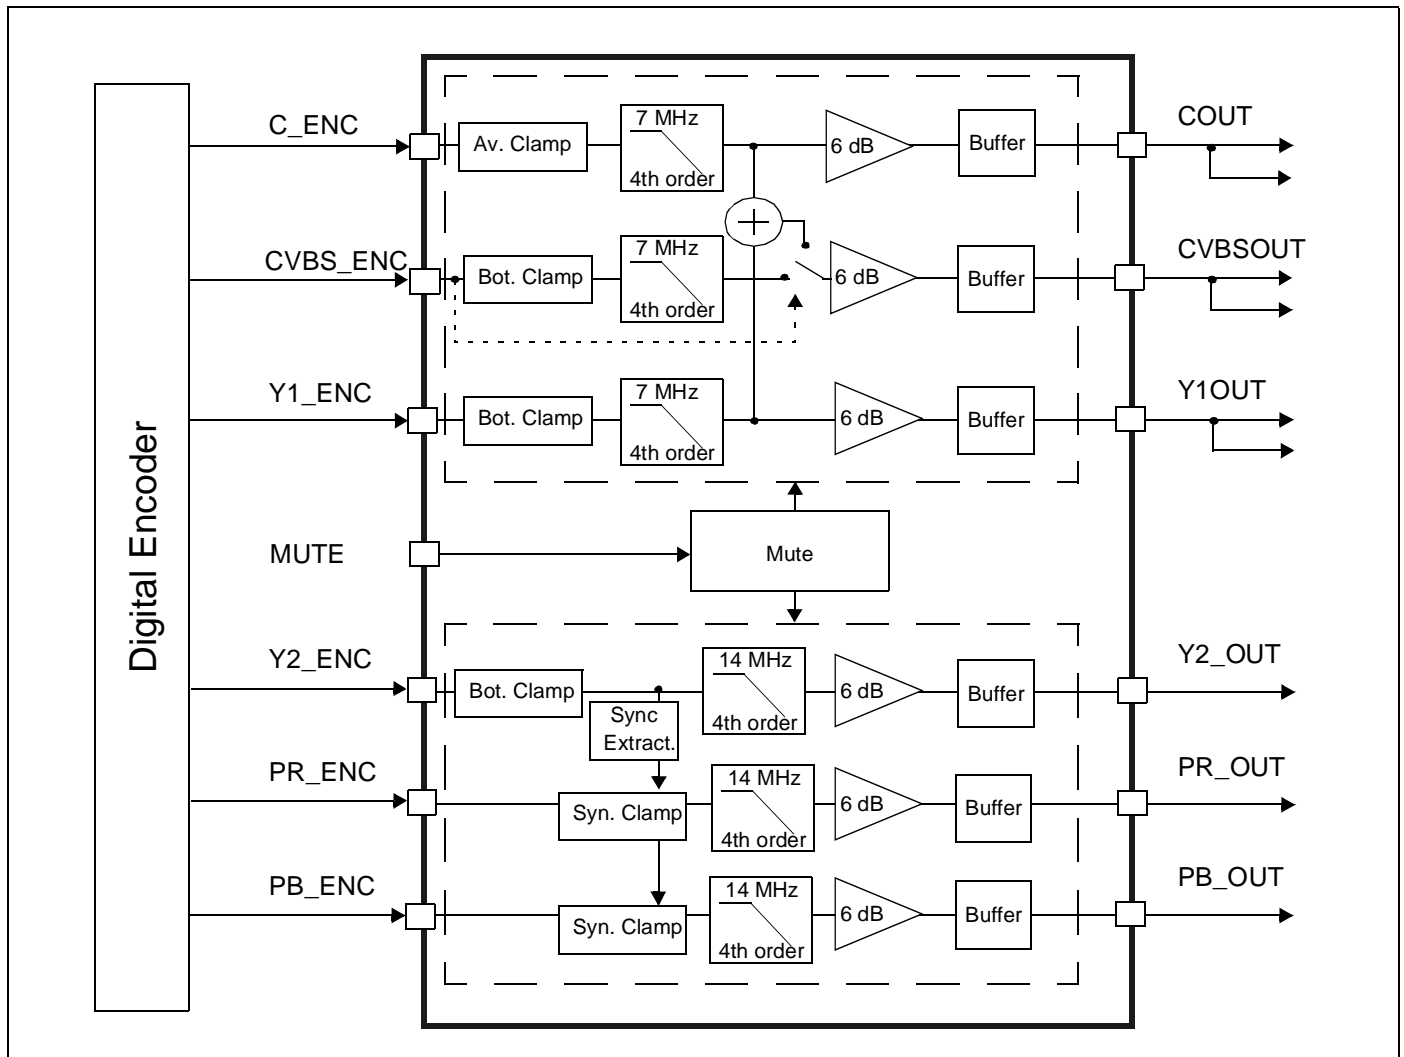 Digital Encoder
C_ENC
Av. Clamp
7 MHz
4th order
6 dB
Buffer
COUT
CVBS_ENC
Bot. Clamp
7 MHz
4th order
6 dB
Buffer
CVBSOUT
Y1_ENC
Bot. Clamp
7 MHz
4th order
6 dB
Buffer
Y1OUT
MUTE
Mute
Y2_ENC
Bot. Clamp
Sync
Extract.
14 MHz
4th order
6 dB
Buffer
Y2_OUT
PR_ENC
Syn. Clamp
14 MHz
4th order
6 dB
Buffer
PR_OUT
PB_ENC
Syn. Clamp
14 MHz
4th order
6 dB
Buffer
PB_OUT